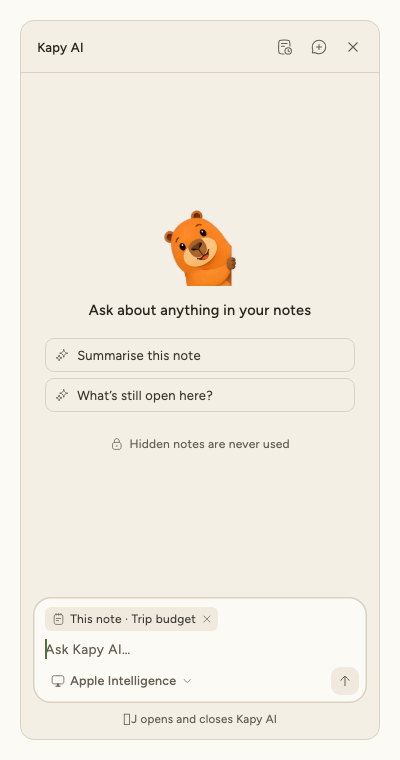 Kapy AI
Ask about anything in your notes
Summarise this note
What's still open here?
Hidden notes are never used
This note · Trip budget
Ask Kapy AI...
Apple Intelligence
J opens and closes Kapy AI